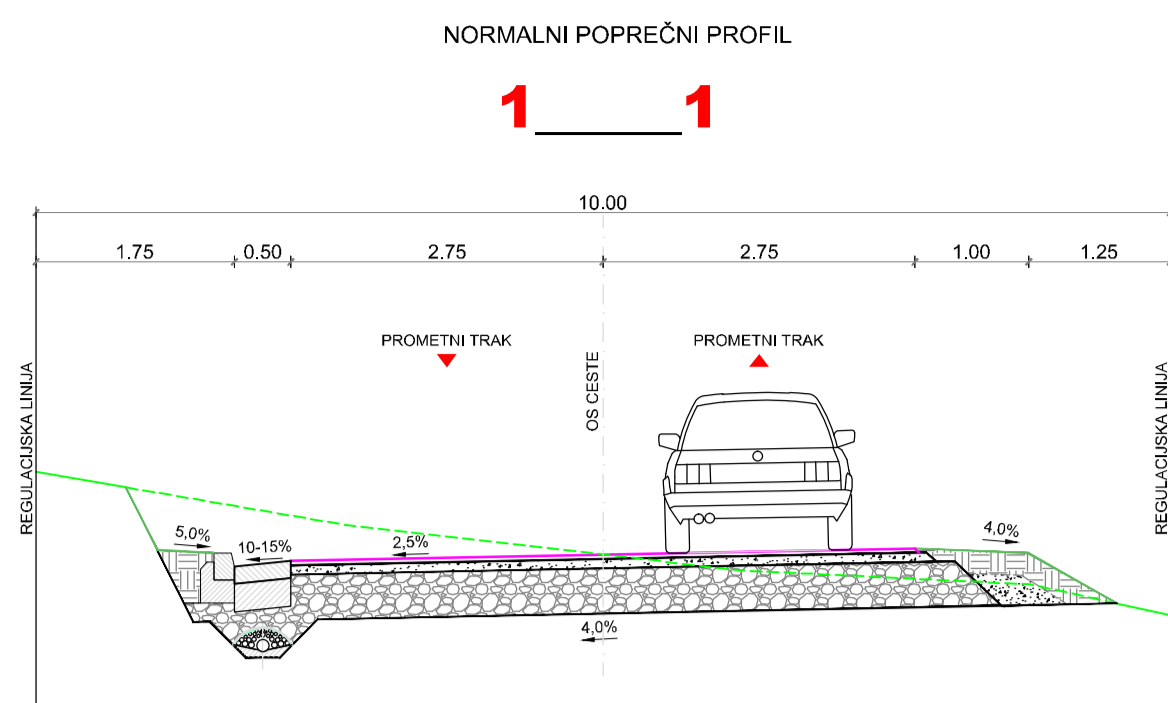 NORMALNI POPREČNI PROFIL
1 1
10.00
1.75 0.50 2.75 2.75 1.00 1.25
PROMETNI TRAK PROMETNI TRAK
REGULACIJSKA LINIJA
OS CESTE
REGULACIJSKA LINIJA
5,0% 10-15% 2,5% 4,0%
4,0%